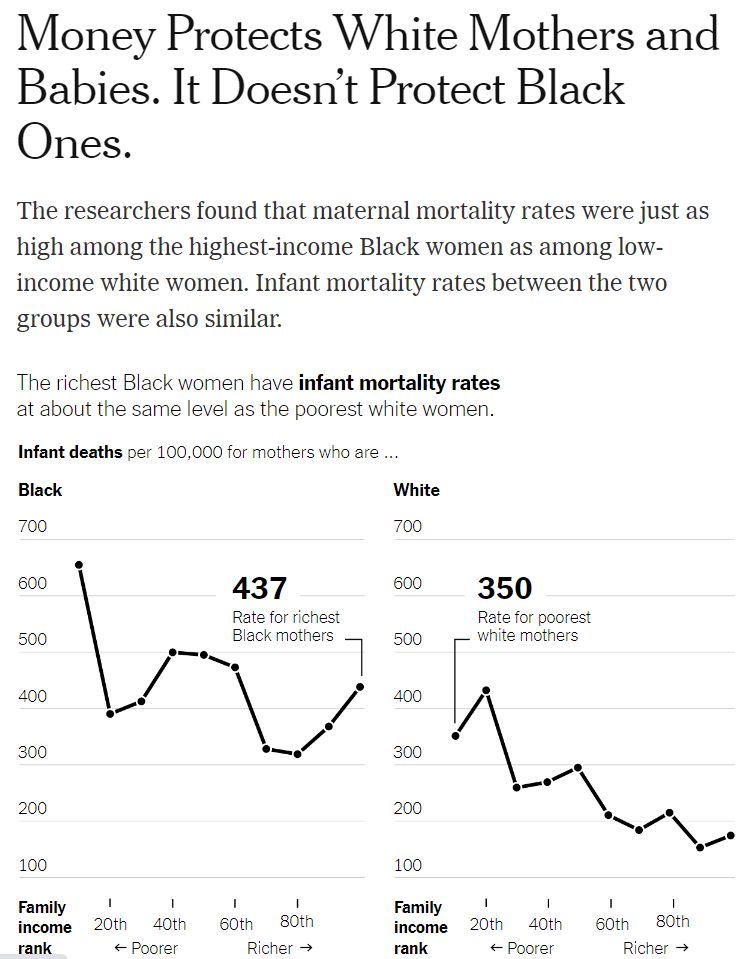 Money Protects White Mothers and
Babies. It Doesn’t Protect Black
Ones.
The researchers found that maternal mortality rates were just as
high among the highest-income Black women as among low-
income white women. Infant mortality rates between the two
groups were also similar.
The richest Black women have infant mortality rates
at about the same level as the poorest white women.
Infant deaths per 100,000 for mothers who are ...
Black
700
600
500
400
300
200
100
437
Rate for richest
Black mothers
Family
income
rank
20th 40th 60th 80th
← Poorer Richer →
White
700
600
500
400
300
200
100
350
Rate for poorest
white mothers
Family
income
rank
20th 40th 60th 80th
← Poorer Richer →